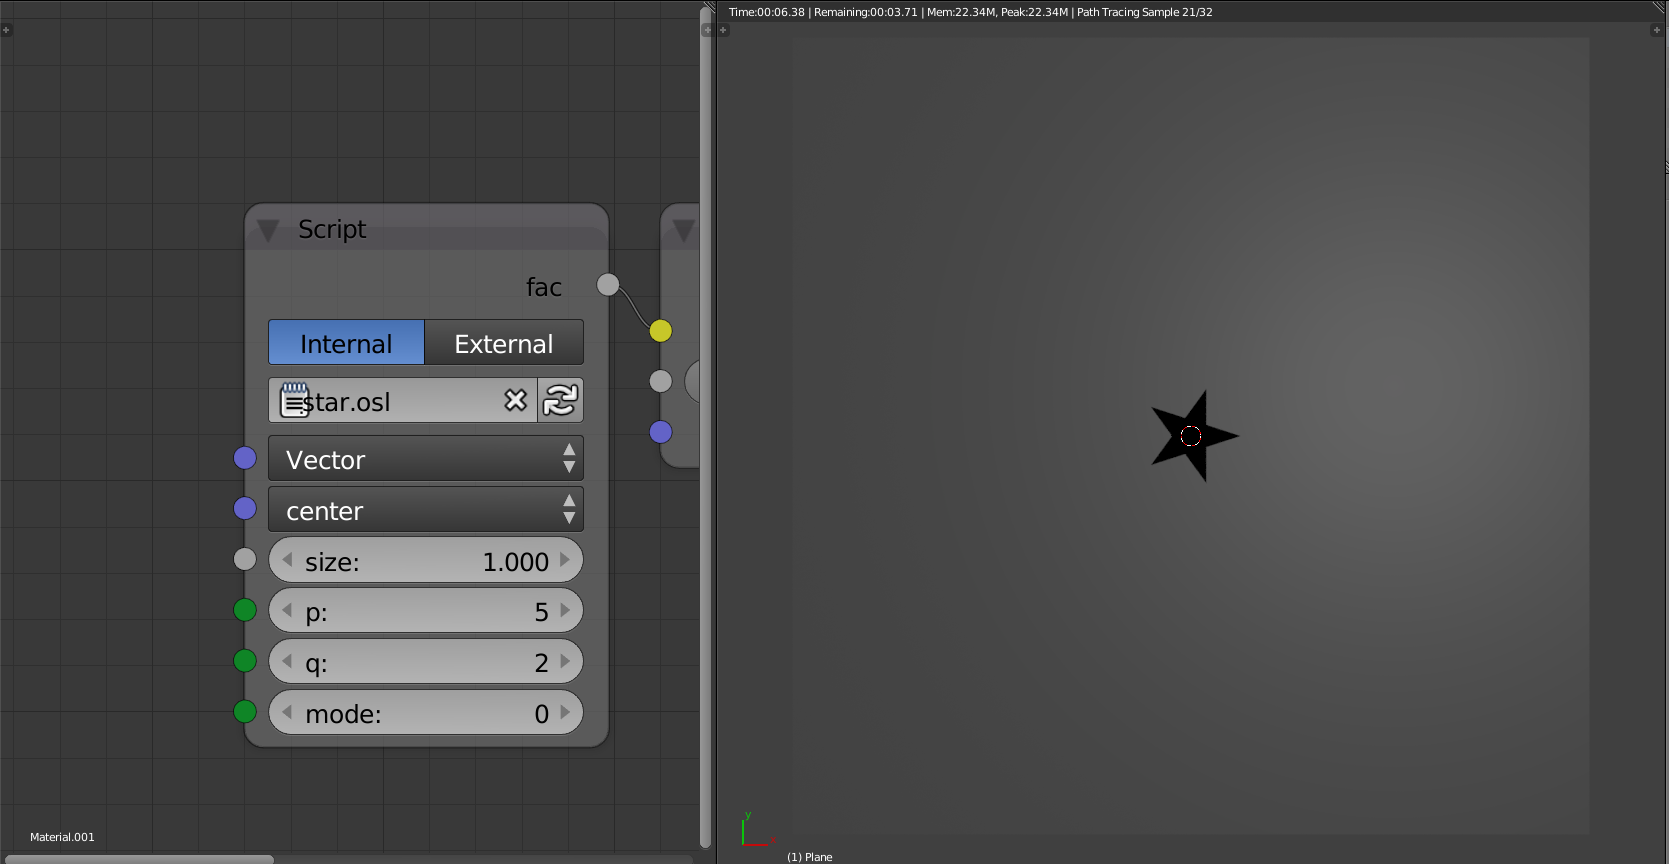 Time:00:06.38 | Remaining:00:03.71 | Mem:22.34M, Peak:22.34M | Path Tracing Sample 21/32
Script
fac
Internal External
star.osl
Vector
center
size: 1.000
p: 5
q: 2
mode: 0
Material.001
y
x
(1) Plane